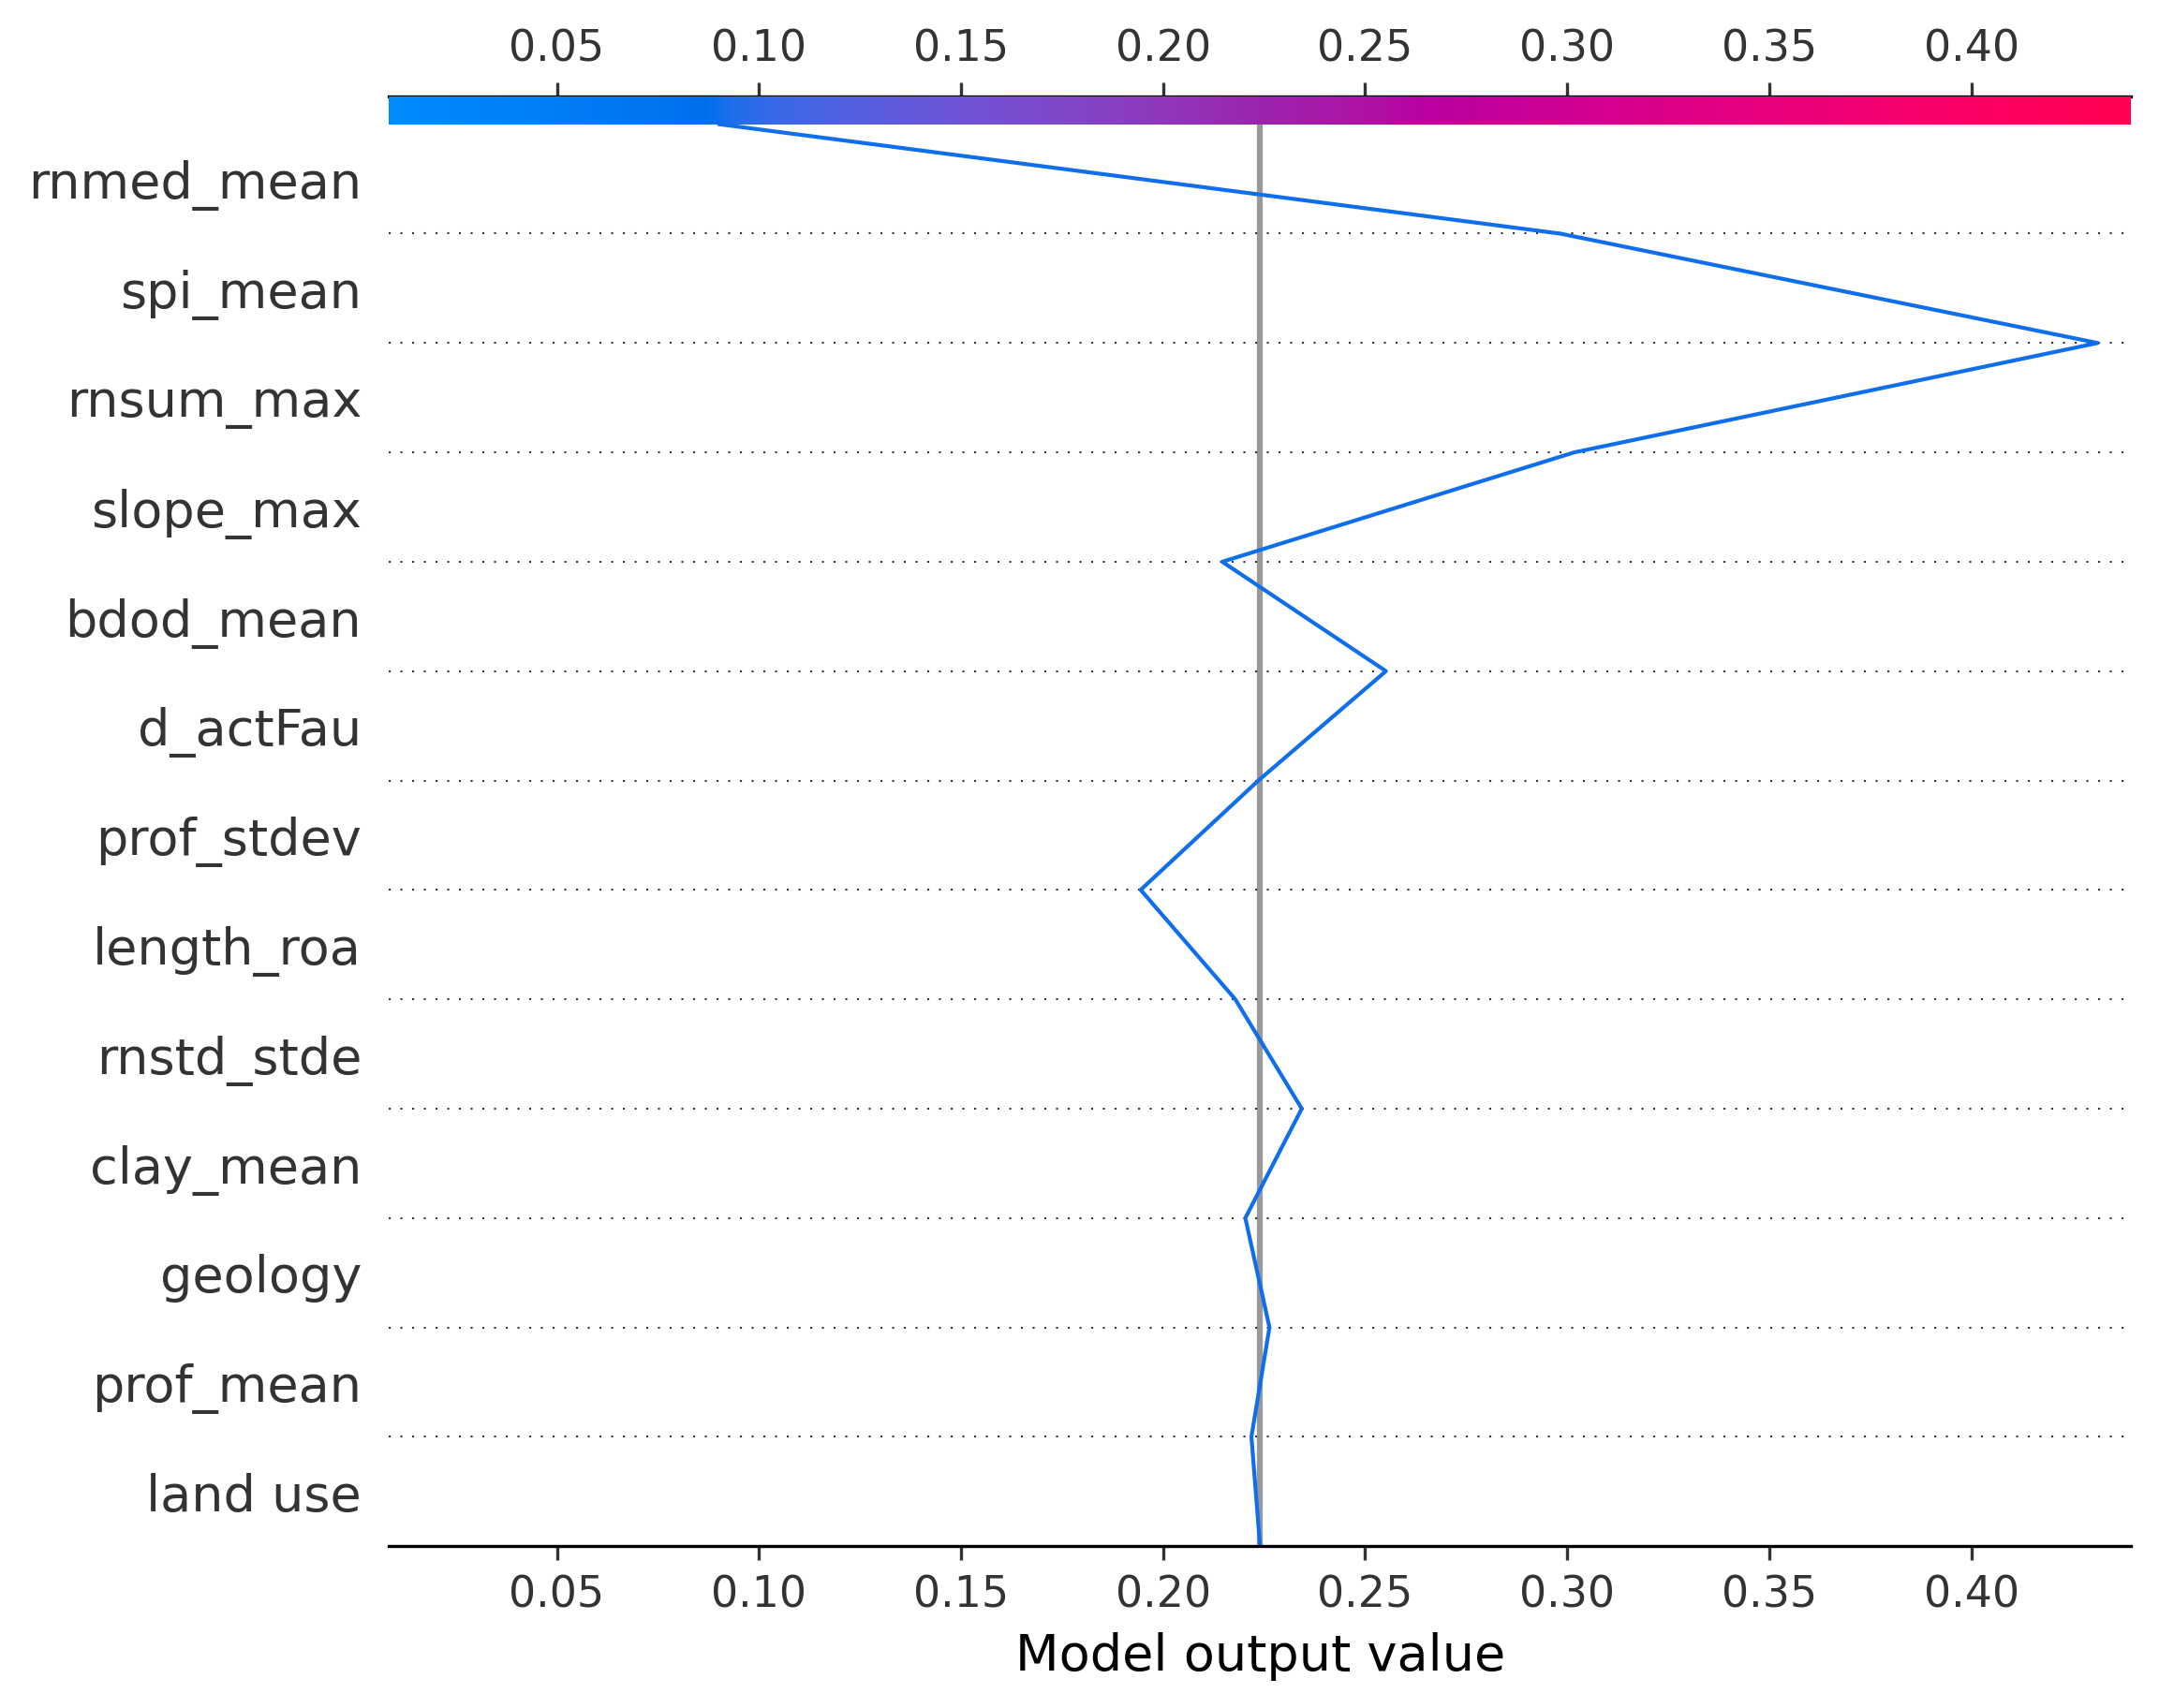 0.05 0.10 0.15 0.20 0.25 0.30 0.35 0.40
rnmed_mean
spi_mean
rnsum_max
slope_max
bdod_mean
d_actFau
prof_stdev
length_roa
rnstd_stde
clay_mean
geology
prof_mean
land use
0.05 0.10 0.15 0.20 0.25 0.30 0.35 0.40
Model output value